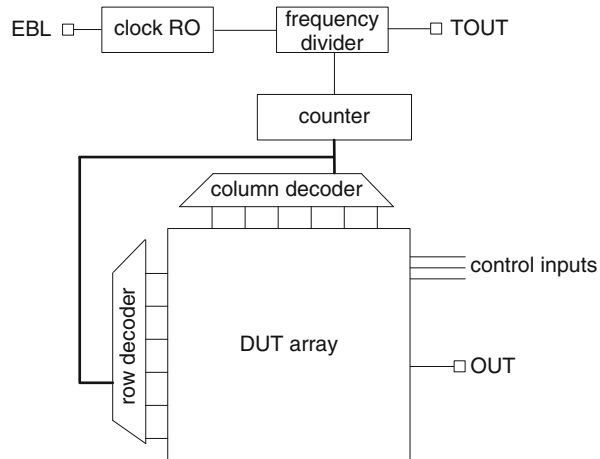 EBL
clock RO
frequency
divider
TOUT
counter
column decoder
row decoder
control inputs
DUT array
OUT